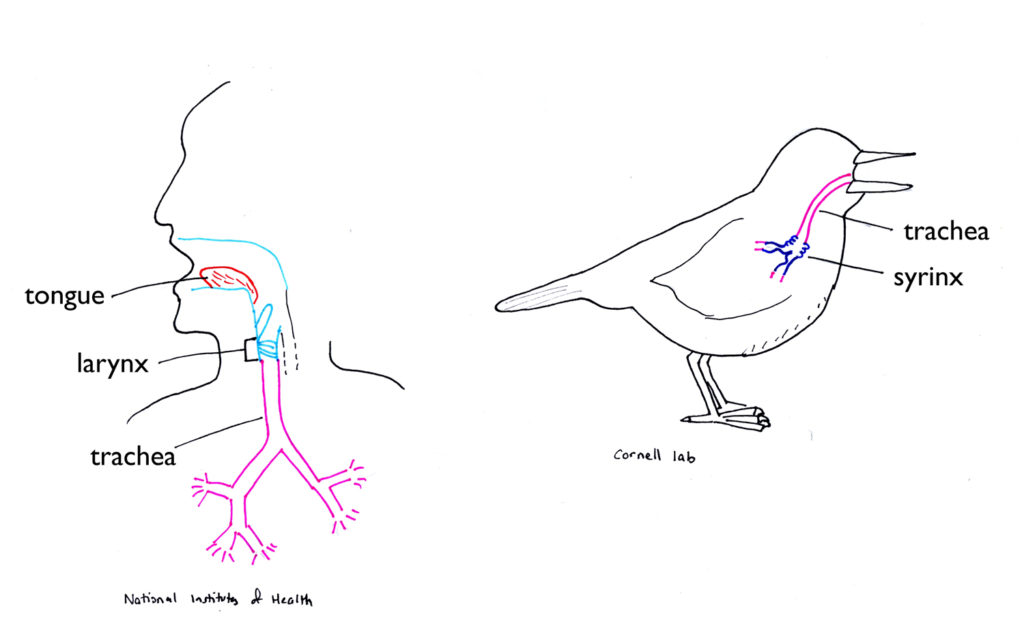 tongue
larynx
trachea
National Institutes of Health
trachea
syrinx
Cornell lab